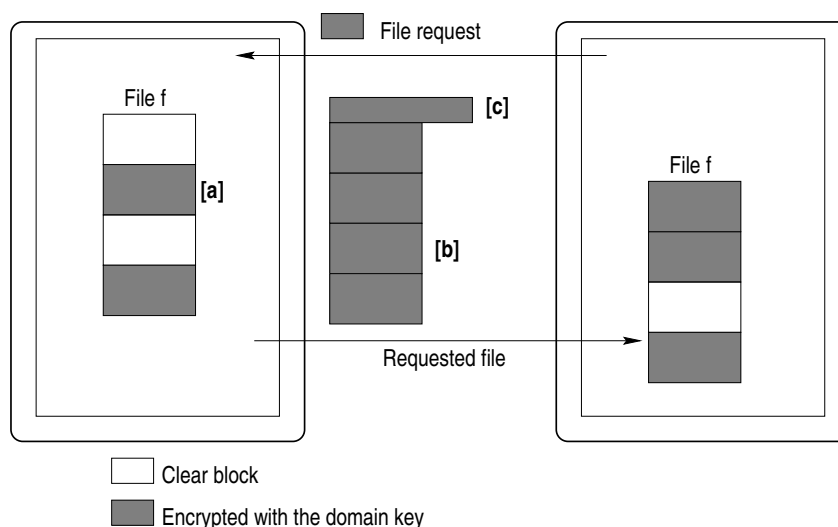 File request
File f
[c]
[a]
File f
[b]
Requested file
Clear block
Encrypted with the domain key